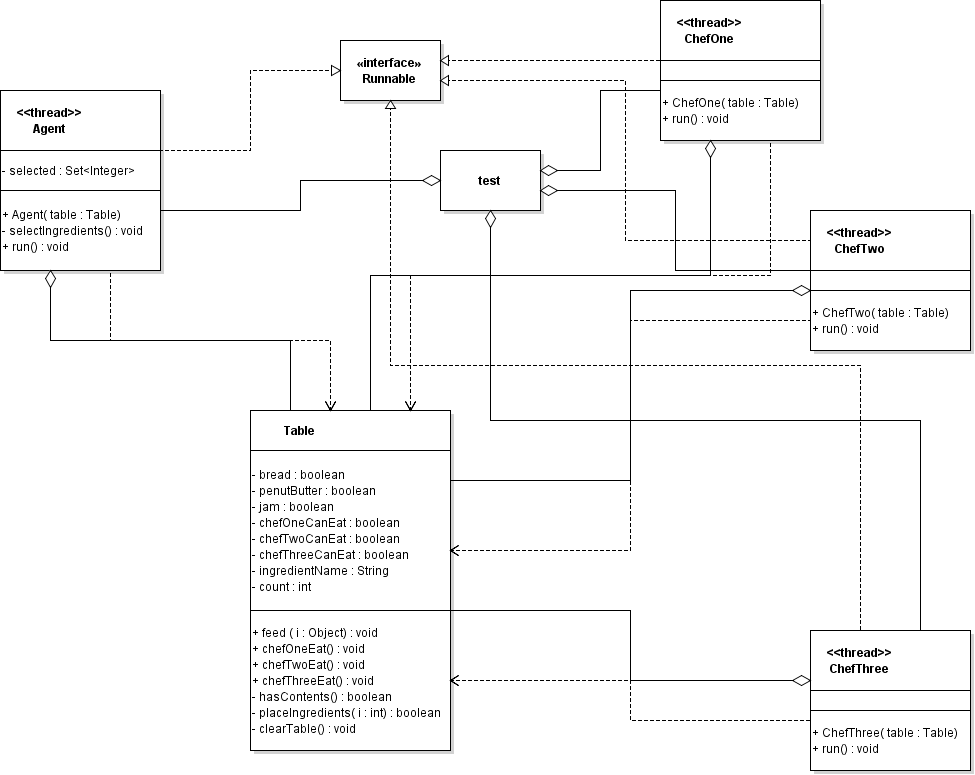 <<thread>>
ChefOne
+ ChefOne( table : Table)
+ run() : void
«interface»
Runnable
<<thread>>
Agent
- selected : Set<Integer>
+ Agent( table : Table)
- selectIngredients() : void
+ run() : void
test
<<thread>>
ChefTwo
+ ChefTwo( table : Table)
+ run() : void
Table
- bread : boolean
- penutButter : boolean
- jam : boolean
- chefOneCanEat : boolean
- chefTwoCanEat : boolean
- chefThreeCanEat : boolean
- ingredientName : String
- count : int
+ feed ( i : Object) : void
+ chefOneEat() : void
+ chefTwoEat() : void
+ chefThreeEat() : void
- hasContents() : boolean
- placeIngredients( i : int) : boolean
- clearTable() : void
<<thread>>
ChefThree
+ ChefThree( table : Table)
+ run() : void